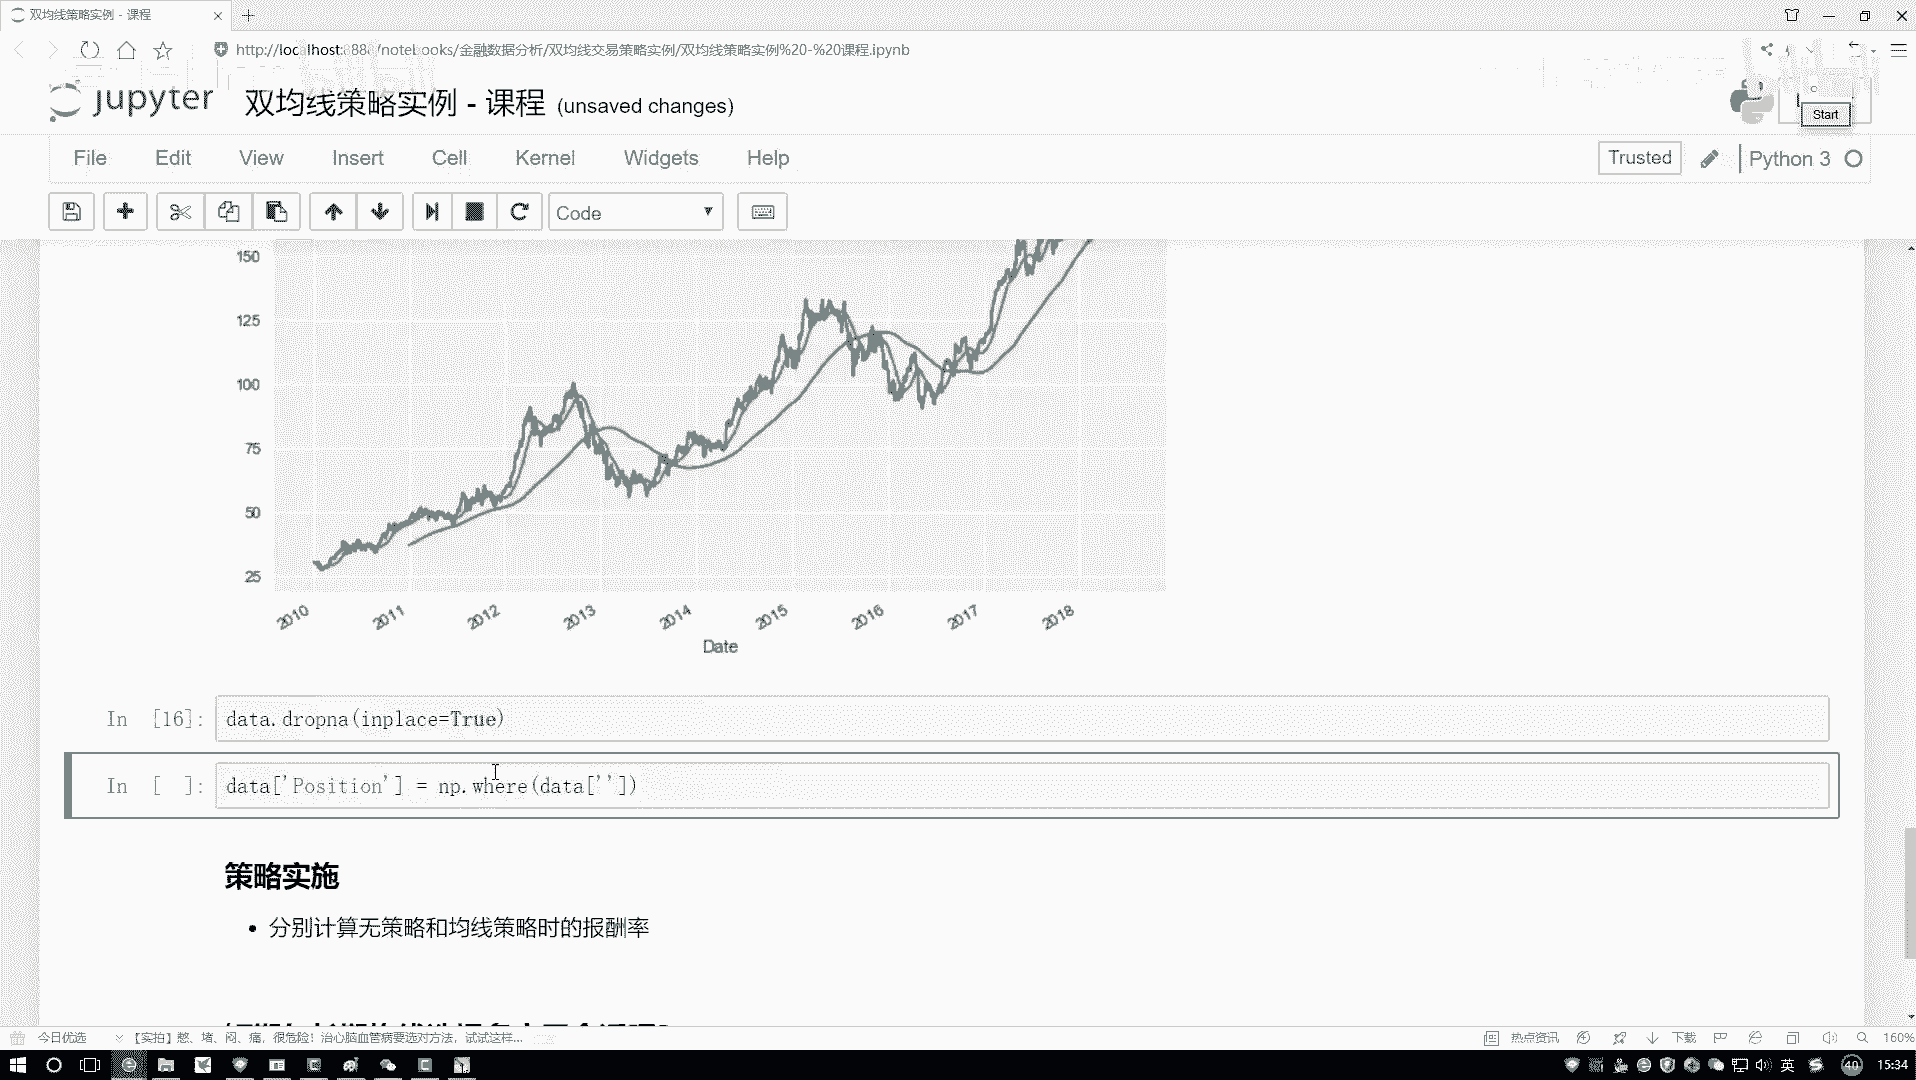 双均线策略实例 - 课程
/notebooks/金融数据分析/双均线交易策略实例/双均线策略实例%20-%20课程.ipynb
jupyter 双均线策略实例 - 课程 (unsaved changes)
Start
File Edit View Insert Cell Kernel Widgets Help
Trusted Python 3
Code
150
125
100
75
50
25
2010 2011 2012 2013 2014 2015 2016 2017 2018
Date
In [16]: data.dropna(inplace=True)
In [ ]: data['Position'] = np.where(data[''])
策略实施
分别计算无策略和均线策略时的报酬率
今日优选 【实拍】憋、堵、闷、痛，很危险！治心脑血管病要选对方法，试试这样... 热点资讯 下载 160%
英 40 15:34